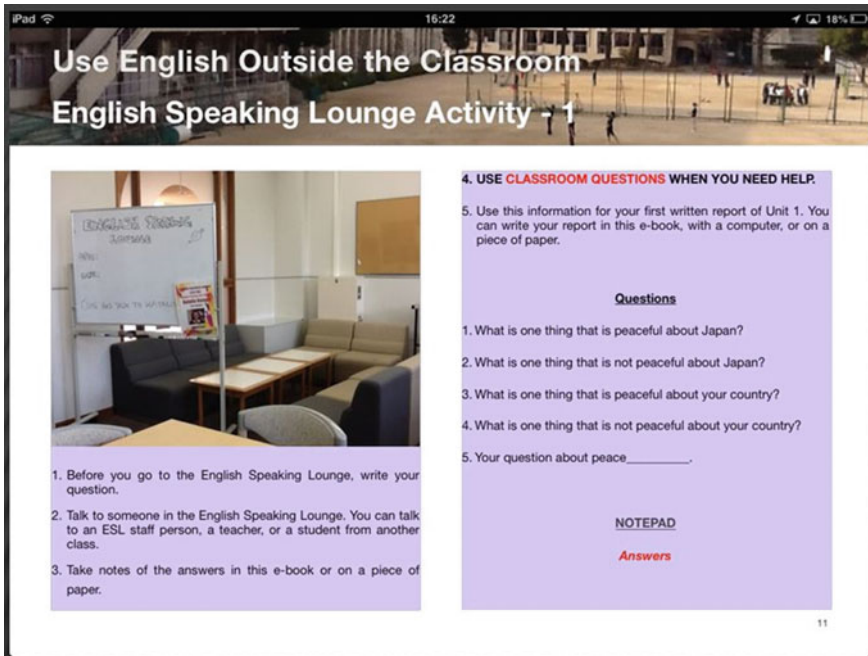 iPad
16:22
18%
Use English Outside the Classroom
English Speaking Lounge Activity - 1
ENGLISH SPEAKING
LOUNGE
1. Before you go to the English Speaking Lounge, write your
question.
2. Talk to someone in the English Speaking Lounge. You can talk
to an ESL staff person, a teacher, or a student from another
class.
3. Take notes of the answers in this e-book or on a piece of
paper.
4. USE CLASSROOM QUESTIONS WHEN YOU NEED HELP.
5. Use this information for your first written report of Unit 1. You
can write your report in this e-book, with a computer, or on a
piece of paper.
Questions
1. What is one thing that is peaceful about Japan?
2. What is one thing that is not peaceful about Japan?
3. What is one thing that is peaceful about your country?
4. What is one thing that is not peaceful about your country?
5. Your question about peace_________.
NOTEPAD
Answers
11